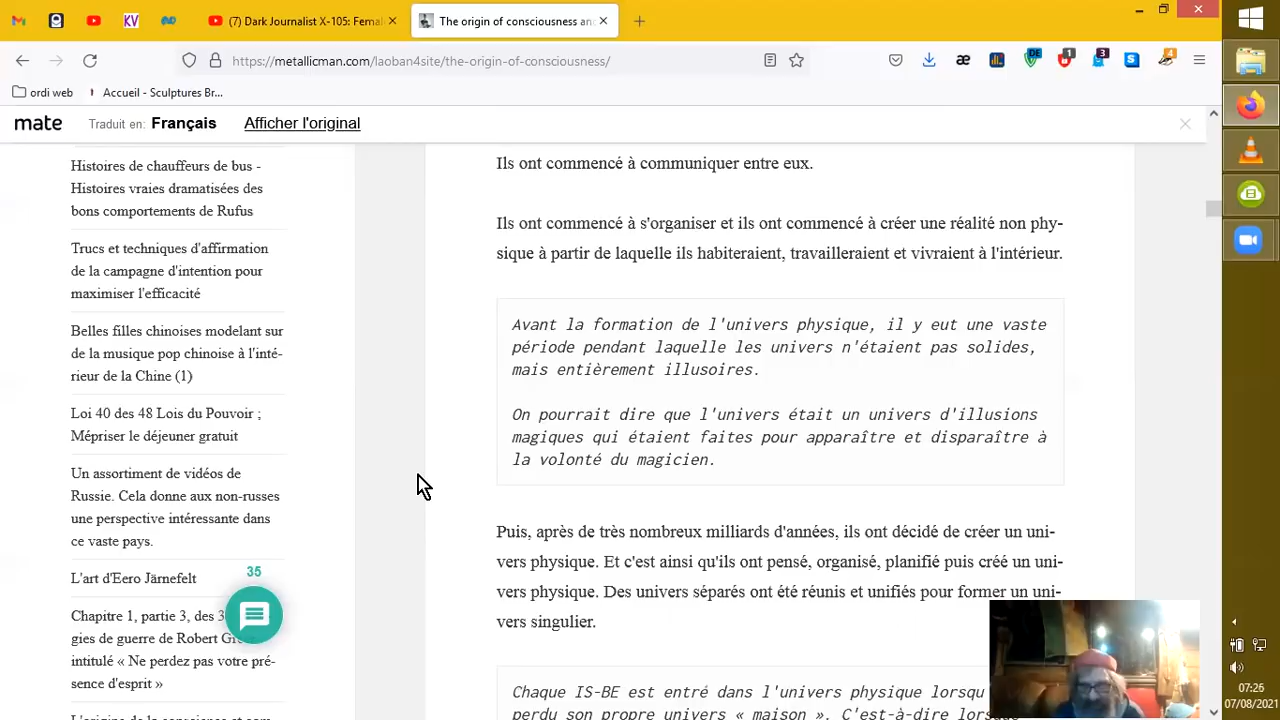 (7) Dark Journalist X-105: Femal
The origin of consciousness and
https://metallicman.com/laoban4site/the-origin-of-consciousness/
DE
1
3
4
ordi web
Accueil - Sculptures Br...
mate
Traduit en: Français
Afficher l'original
Histoires de chauffeurs de bus -
Histoires vraies dramatisées des
bons comportements de Rufus
Trucs et techniques d'affirmation
de la campagne d'intention pour
maximiser l'efficacité
Belles filles chinoises modelant sur
de la musique pop chinoise à l'inté-
rieur de la Chine (1)
Loi 40 des 48 Lois du Pouvoir ;
Mépriser le déjeuner gratuit
Un assortiment de vidéos de
Russie. Cela donne aux non-russes
une perspective intéressante dans
ce vaste pays.
L'art d'Eero Järnefelt
35
Chapitre 1, partie 3, des 3
gies de guerre de Robert Gre
intitulé « Ne perdez pas votre pré-
sence d'esprit »
Ils ont commencé à communiquer entre eux.
Ils ont commencé à s'organiser et ils ont commencé à créer une réalité non phy-
sique à partir de laquelle ils habiteraient, travailleraient et vivraient à l'intérieur.
Avant la formation de l'univers physique, il y eut une vaste
période pendant laquelle les univers n'étaient pas solides,
mais entièrement illusoires.
On pourrait dire que l'univers était un univers d'illusions
magiques qui étaient faites pour apparaître et disparaître à
la volonté du magicien.
Puis, après de très nombreux milliards d'années, ils ont décidé de créer un uni-
vers physique. Et c'est ainsi qu'ils ont pensé, organisé, planifié puis créé un uni-
vers physique. Des univers séparés ont été réunis et unifiés pour former un uni-
vers singulier.
Chaque IS-BE est entré dans l'univers physique lorsqu
perdu son propre univers « maison ». C'est-à-dire lorsque
07:26
07/08/2021